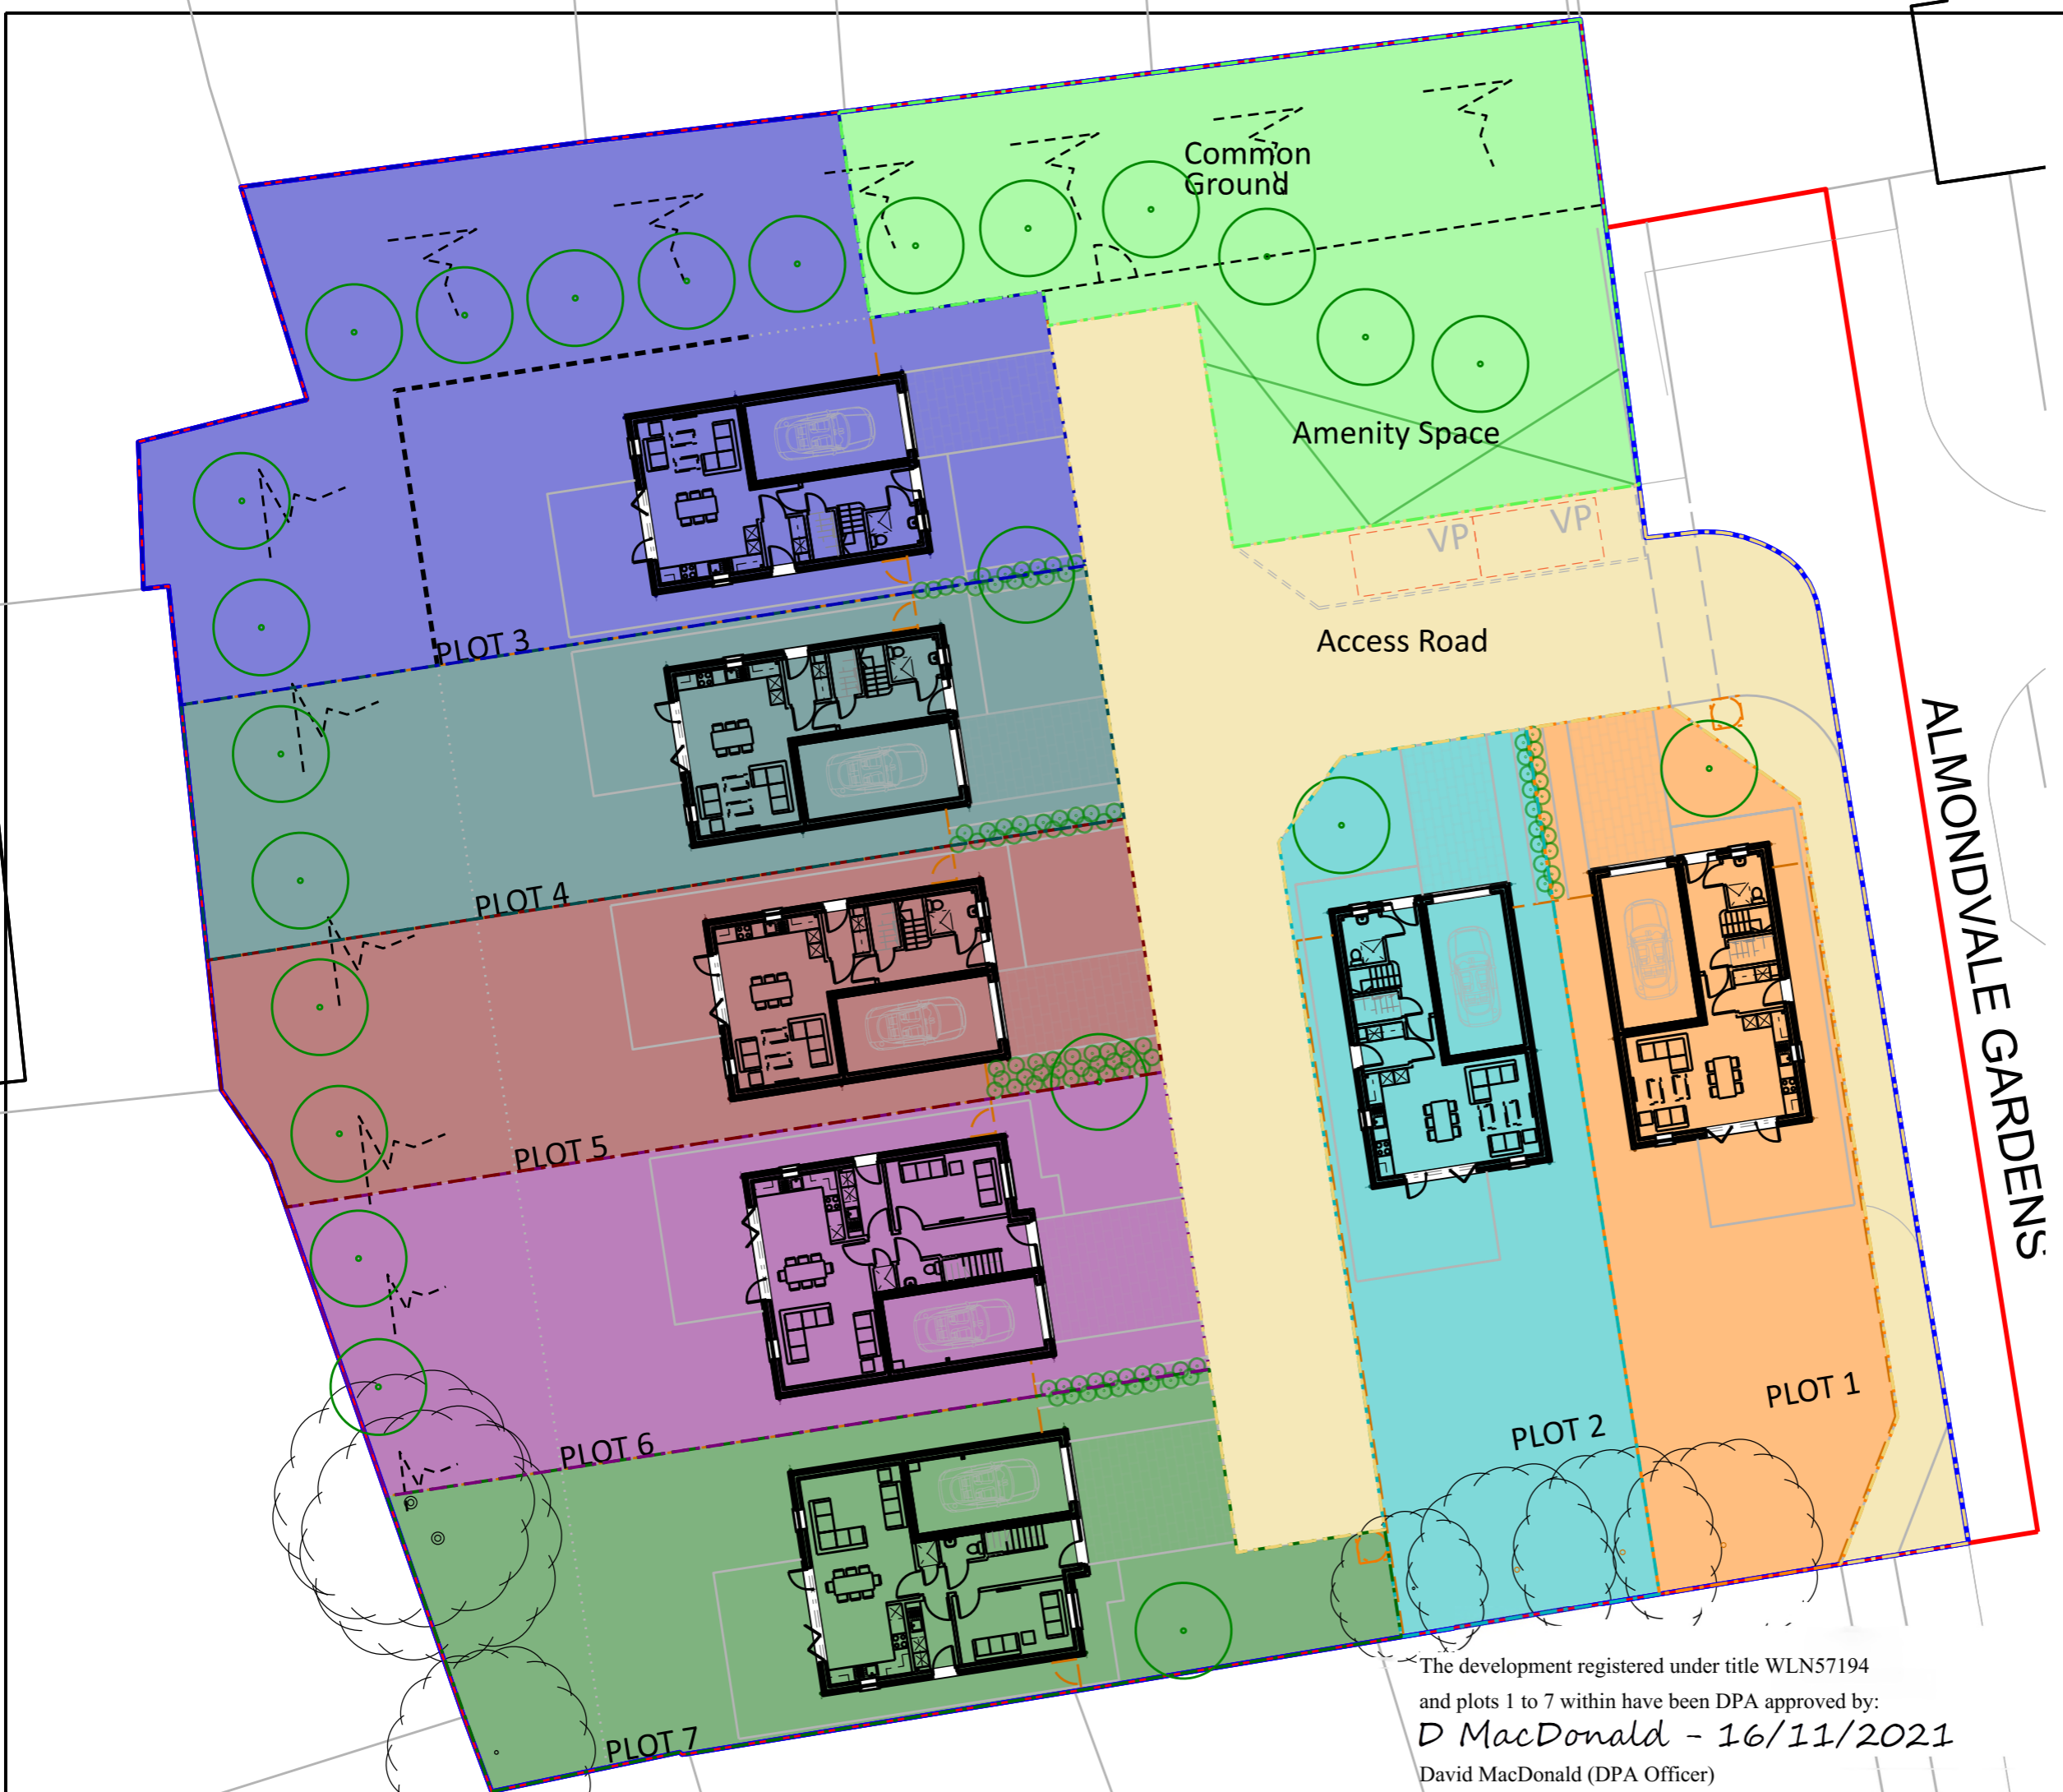 Common
Ground
Amenity Space
VP
VP
Access Road
PLOT 3
PLOT 4
PLOT 5
PLOT 6
PLOT 7
PLOT 2
PLOT 1
ALMONDVALE GARDENS
The development registered under title WLN57194
and plots 1 to 7 within have been DPA approved by:
D MacDonald - 16/11/2021
David MacDonald (DPA Officer)